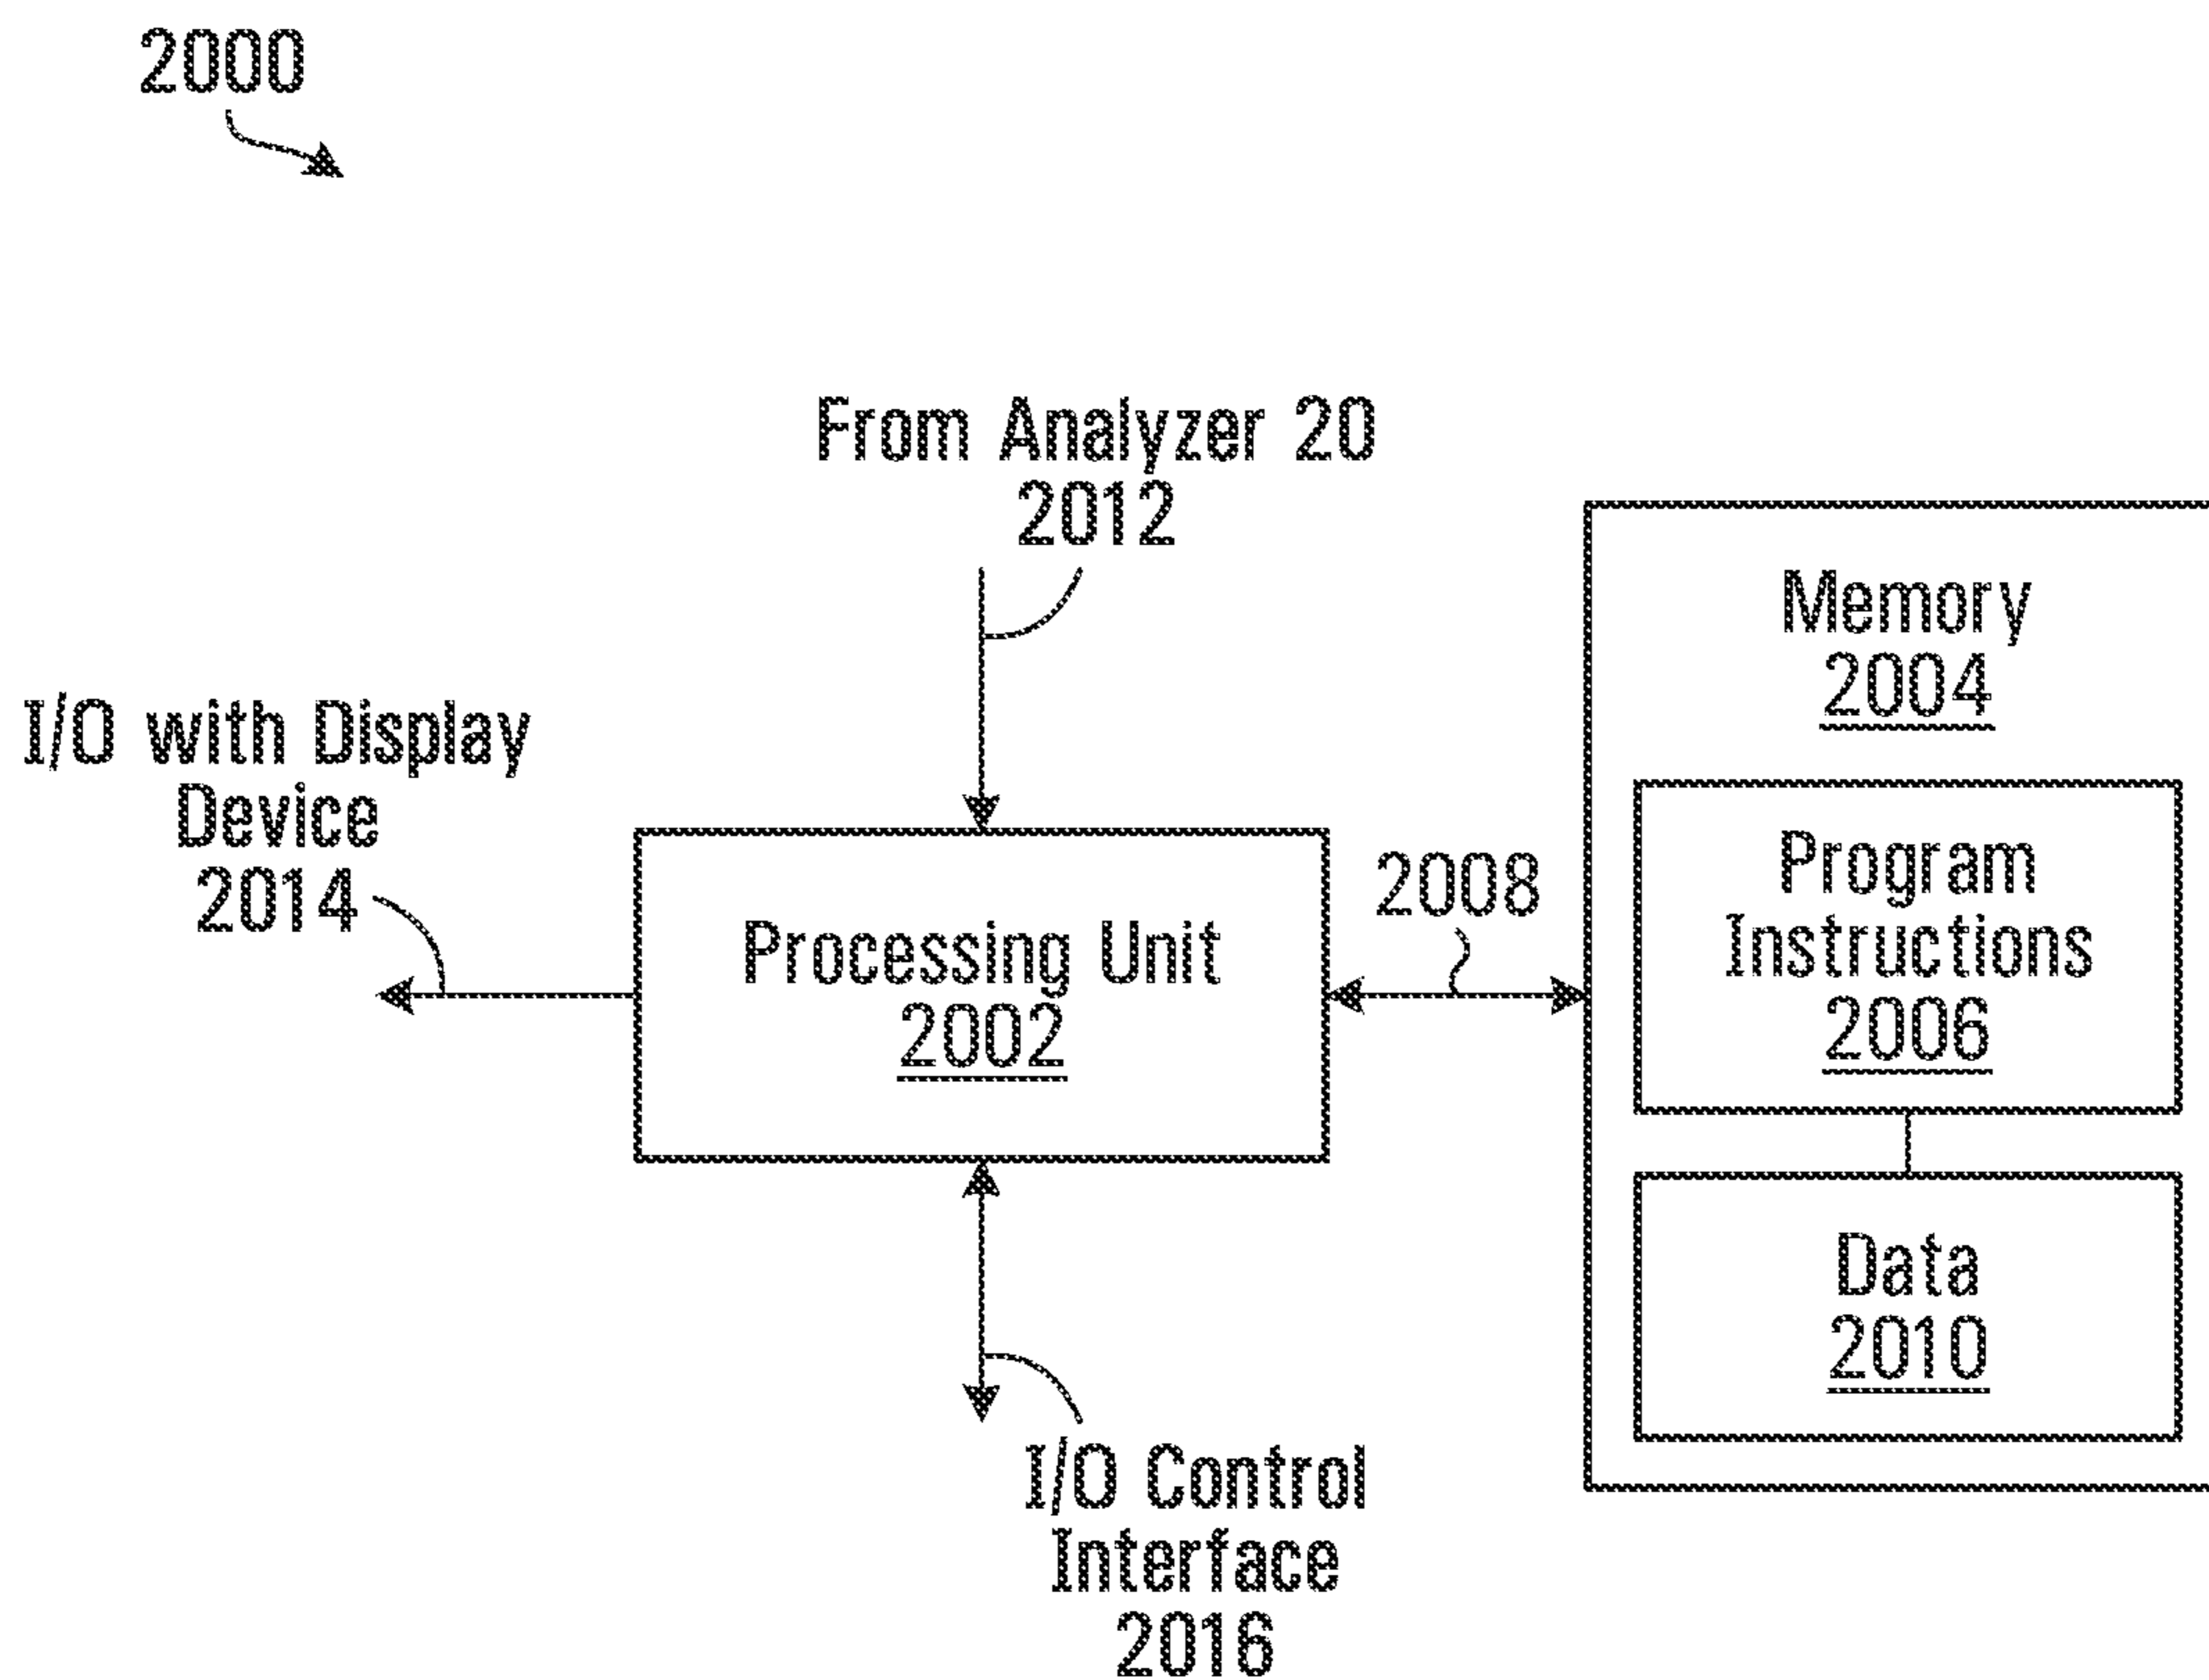 2000
From Analyzer 20
2012
I/O with Display
Device
2014
Processing Unit
2002
2008
Memory
2004
Program
Instructions
2006
Data
2010
I/O Control
Interface
2016